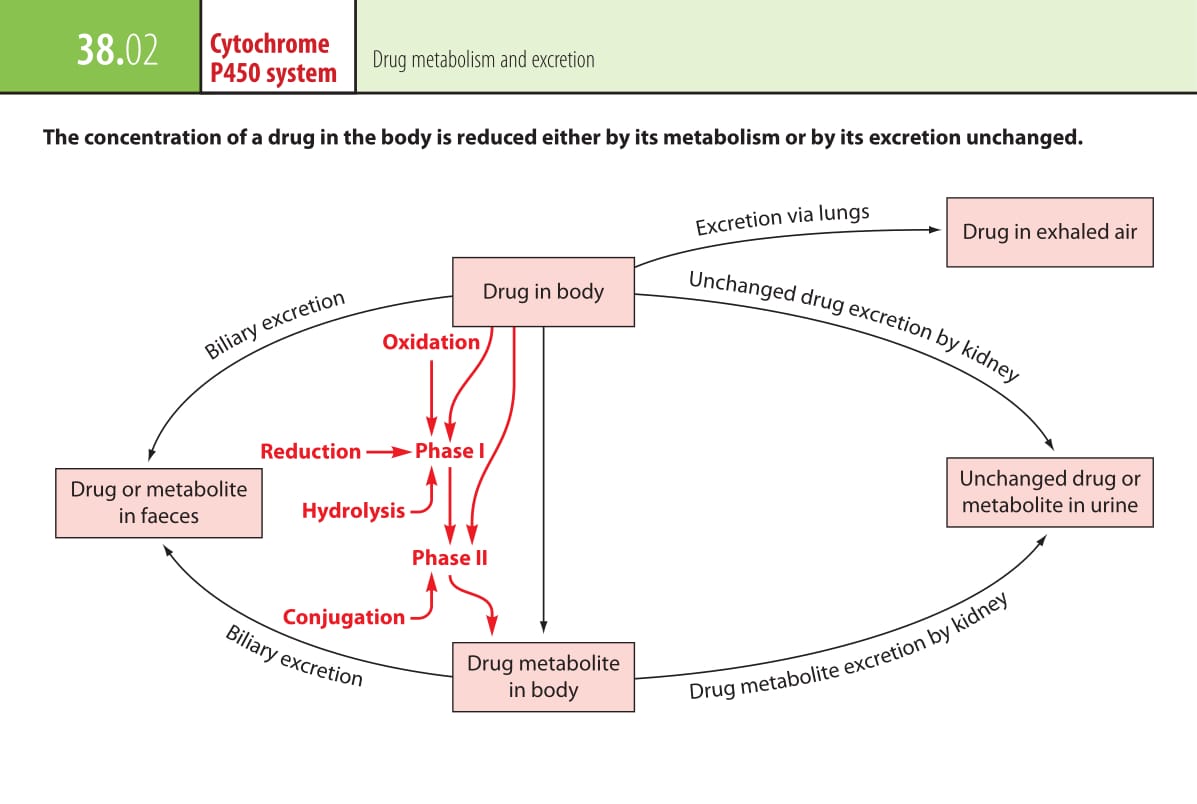 38.02
Cytochrome
P450 system
Drug metabolism and excretion
The concentration of a drug in the body is reduced either by its metabolism or by its excretion unchanged.
Excretion via lungs
Drug in exhaled air
Drug in body
Unchanged drug excretion by kidney
Biliary excretion
Oxidation
Reduction
Phase I
Drug or metabolite
in faeces
Unchanged drug or
metabolite in urine
Hydrolysis
Phase II
Conjugation
Biliary excretion
Drug metabolite
in body
Drug metabolite excretion by kidney